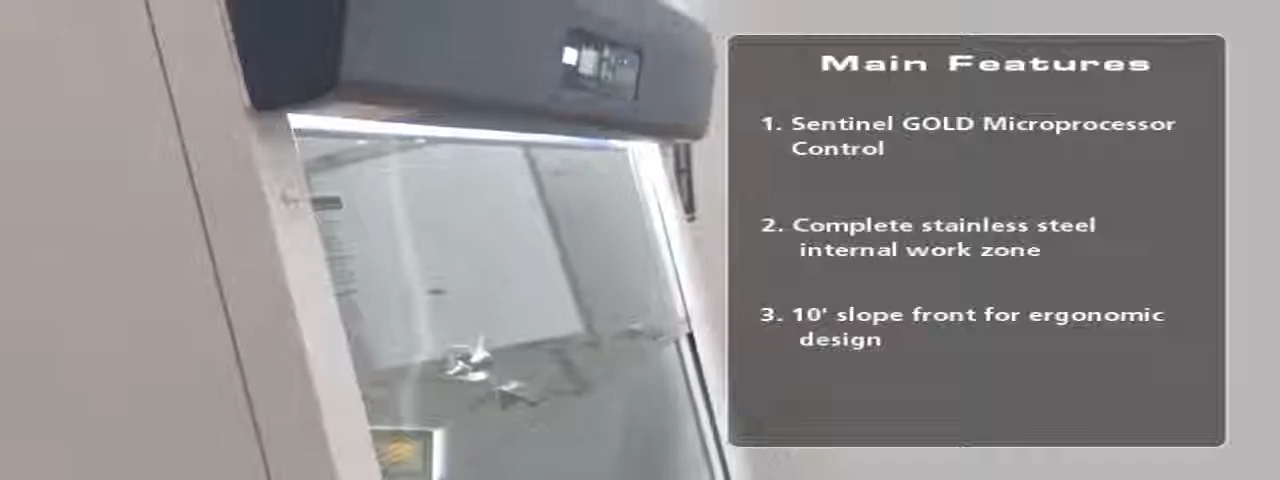 Main Features
1. Sentinel GOLD Microprocessor
Control
2. Complete stainless steel
internal work zone
3. 10' slope front for ergonomic
design